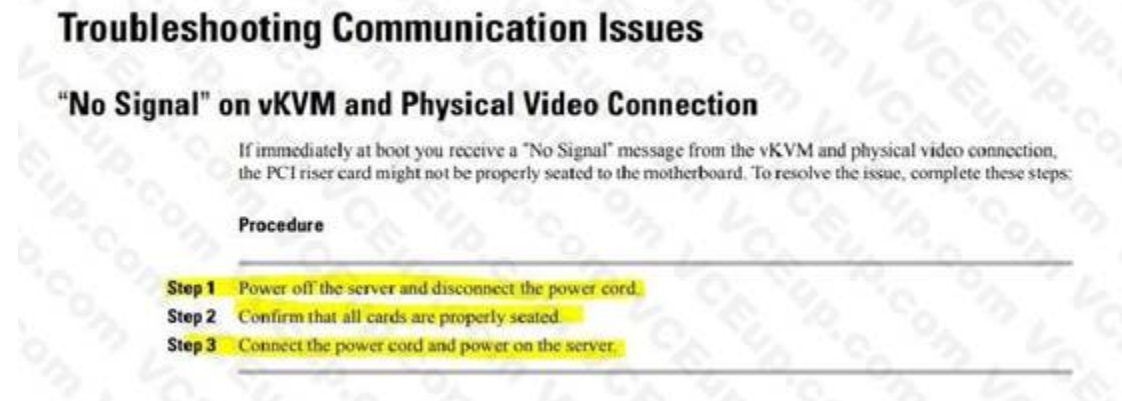 Troubleshooting Communication Issues
“No Signal” on vKVM and Physical Video Connection
If immediately at boot you receive a "No Signal" message from the vKVM and physical video connection,
the PCI riser card might not be properly seated to the motherboard. To resolve the issue, complete these steps:
Procedure
Step 1 Power off the server and disconnect the power cord.
Step 2 Confirm that all cards are properly seated.
Step 3 Connect the power cord and power on the server.
VCEup.com